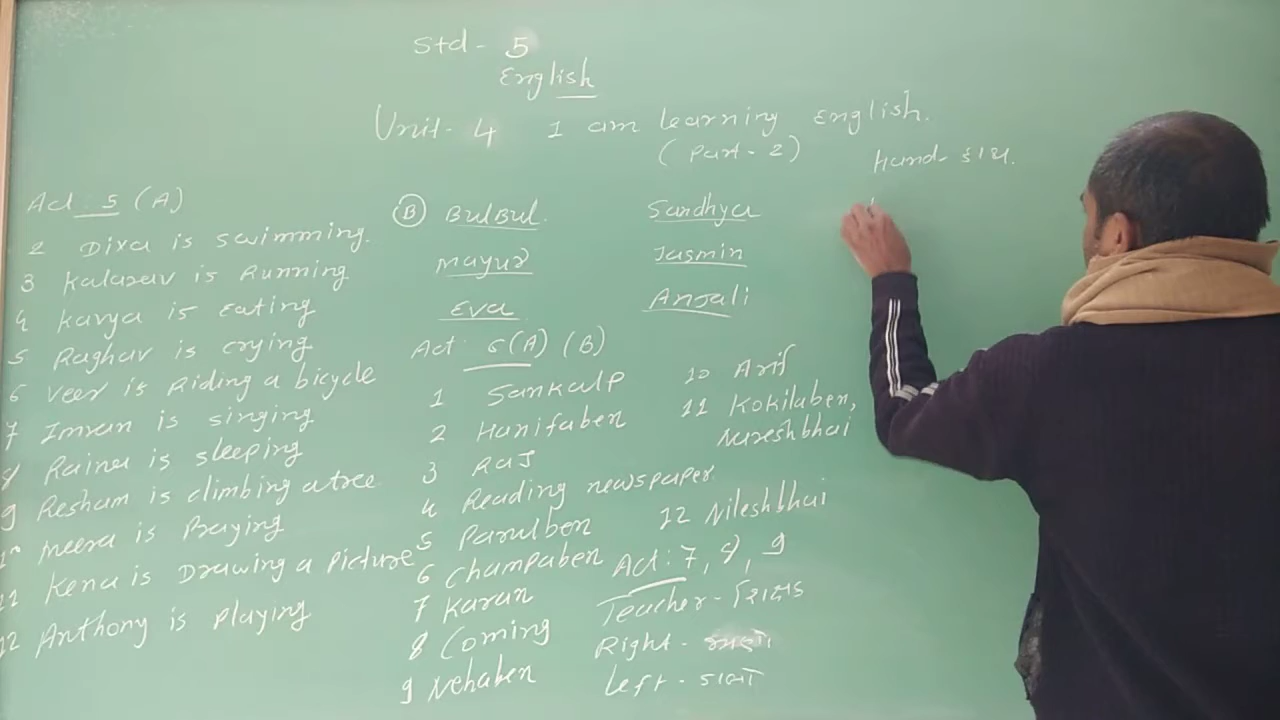 Std - 5
English
Unit - 4 I am learning English.
(Part - 2)
Act : 5 (A)
2 Diya is swimming.
3 Kalarav is Running
4 Kavya is eating
5 Raghav is crying
6 Veer is Riding a bicycle
7 Imran is singing
8 Raina is sleeping
9 Resham is climbing a tree
10 meera is Praying
11 Kena is Drawing a picture
12 Anthony is playing
(B) BulBul.
mayur
Eva
Sandhya
Jasmin
Anjali
Act : 6(A) (B)
1 Sankalp
2 Hanifaben
3 Raj
4 Reading newspaper
5 Parulben
6 Champaben
7 Karan
8 Coming
9 Nehaben
10 Arif
11 Kokilaben,
Nareshbhai
12 Nileshbhai
Act : 7, 8, 9
Teacher - શિક્ષક
Right -
Left - ડાબી
Hand - હાથ.